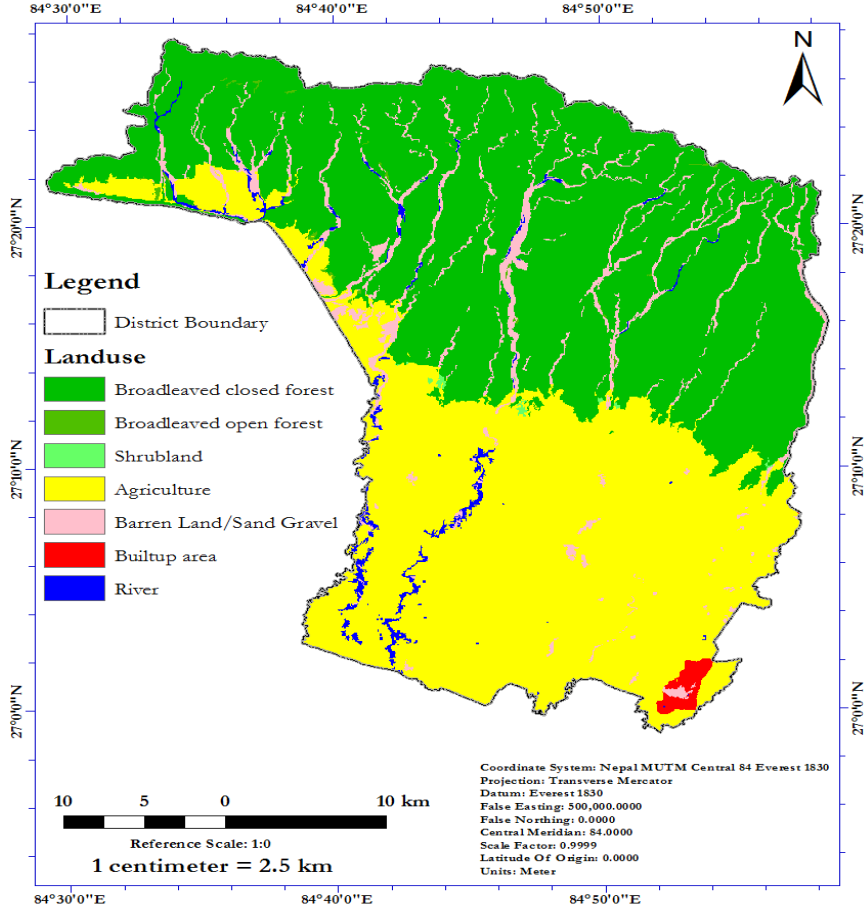 84°30'0"E 84°40'0"E 84°50'0"E
N
27°20'0"N 27°20'0"N
Legend
District Boundary
Landuse
Broadleaved closed forest
Broadleaved open forest
Shrubland
Agriculture
Barren Land/Sand Gravel
Builtup area
River
27°10'0"N 27°10'0"N
27°0'0"N 27°0'0"N
10 5 0 10 km
Reference Scale: 1:0
1 centimeter = 2.5 km
Coordinate System: Nepal MUTM Central 84 Everest 1830
Projection: Transverse Mercator
Datum: Everest 1830
False Easting: 500,000.0000
False Northing: 0.0000
Central Meridian: 84.0000
Scale Factor: 0.9999
Latitude Of Origin: 0.0000
Units: Meter
84°30'0"E 84°40'0"E 84°50'0"E